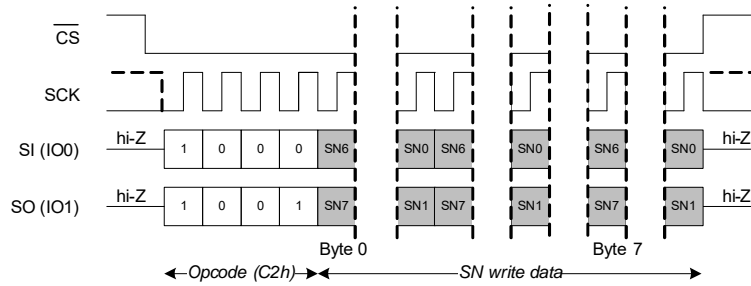 CS
SCK
hi-Z hi-Z
SI (IO0) 1 0 0 0 SN6 SN0 SN6 SN0 SN6 SN0
hi-Z hi-Z
SO (IO1) 1 0 0 1 SN7 SN1 SN7 SN1 SN7 SN1
Byte 0 Byte 7
Opcode (C2h) SN write data